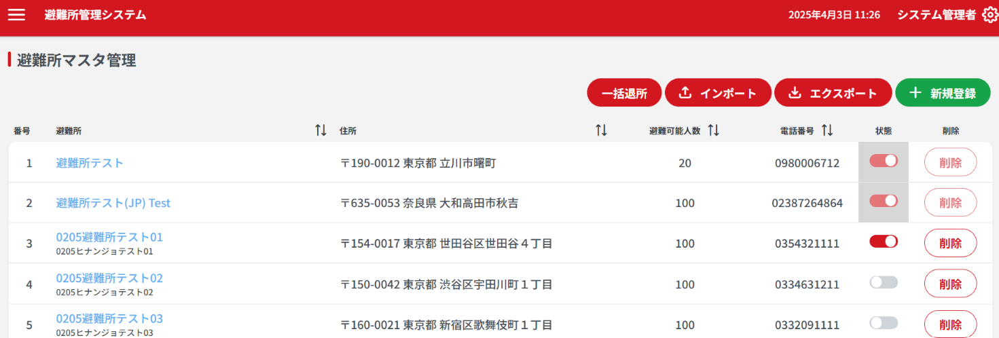 避難所管理システム 2025年4月3日 11:26 システム管理者
避難所マスタ管理
一括退所 インポート エクスポート 新規登録
番号 避難所 住所 避難可能人数 電話番号 状態 削除
1 避難所テスト 〒190-0012 東京都 立川市曙町 20 0980006712 削除
2 避難所テスト(JP) Test 〒635-0053 奈良県 大和高田市秋吉 100 02387264864 削除
3 0205避難所テスト01 〒154-0017 東京都 世田谷区世田谷４丁目 100 0354321111 削除
0205ヒナンジョテスト01
4 0205避難所テスト02 〒150-0042 東京都 渋谷区宇田川町１丁目 100 0334631211 削除
0205ヒナンジョテスト02
5 0205避難所テスト03 〒160-0021 東京都 新宿区歌舞伎町１丁目 100 0332091111 削除
0205ヒナンジョテスト03